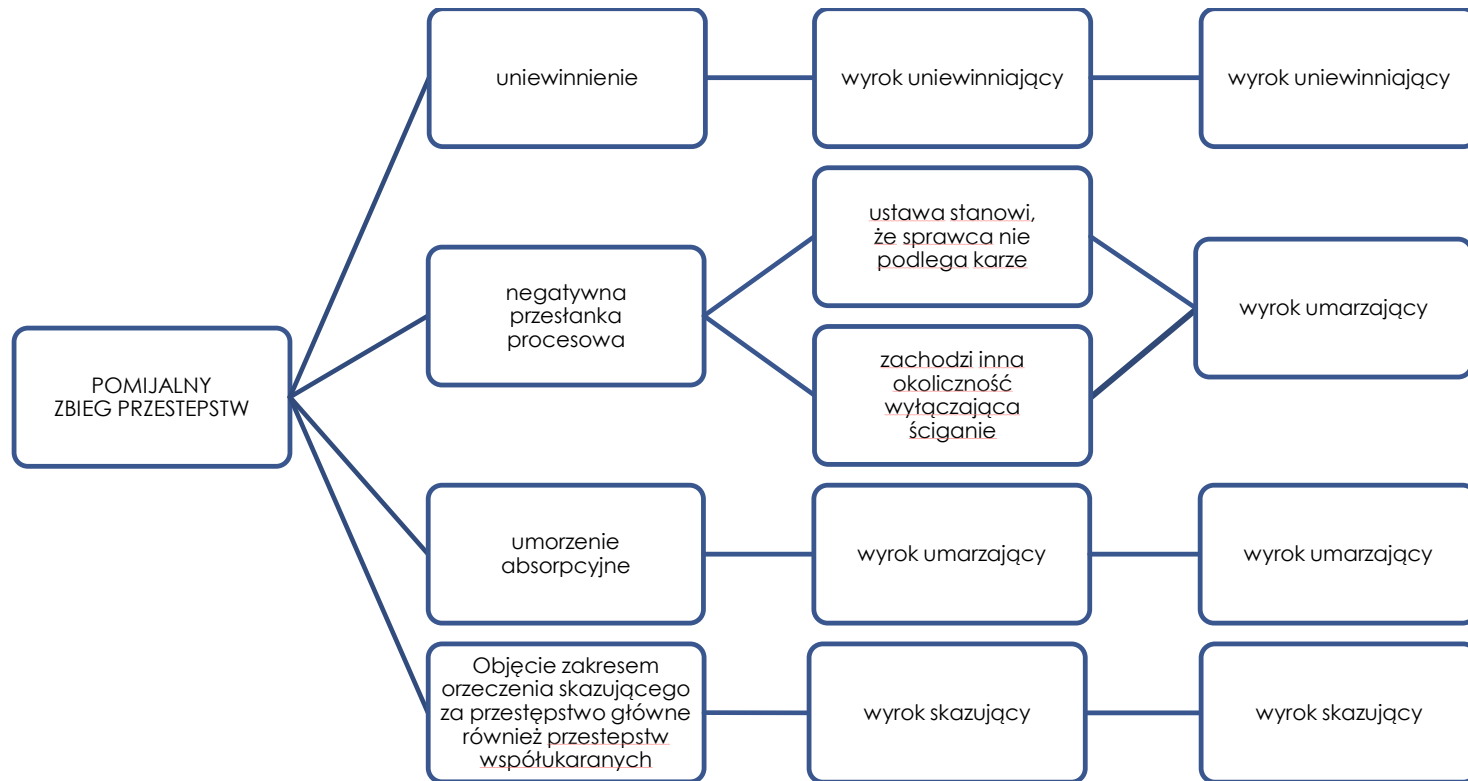 uniewinnienie
wyrok uniewinniający
wyrok uniewinniający
ustawa stanowi,
że sprawca nie
podlega karze
negatywna
przesłanka
procesowa
wyrok umarzający
zachodzi inna
okoliczność
wyłączająca
ściganie
POMIJALNY
ZBIEG PRZESTEPSTW
umorzenie
absorpcyjne
wyrok umarzający
wyrok umarzający
Objęcie zakresem
orzeczenia skazującego
za przestępstwo główne
również przestepstw
współukaranych
wyrok skazujący
wyrok skazujący